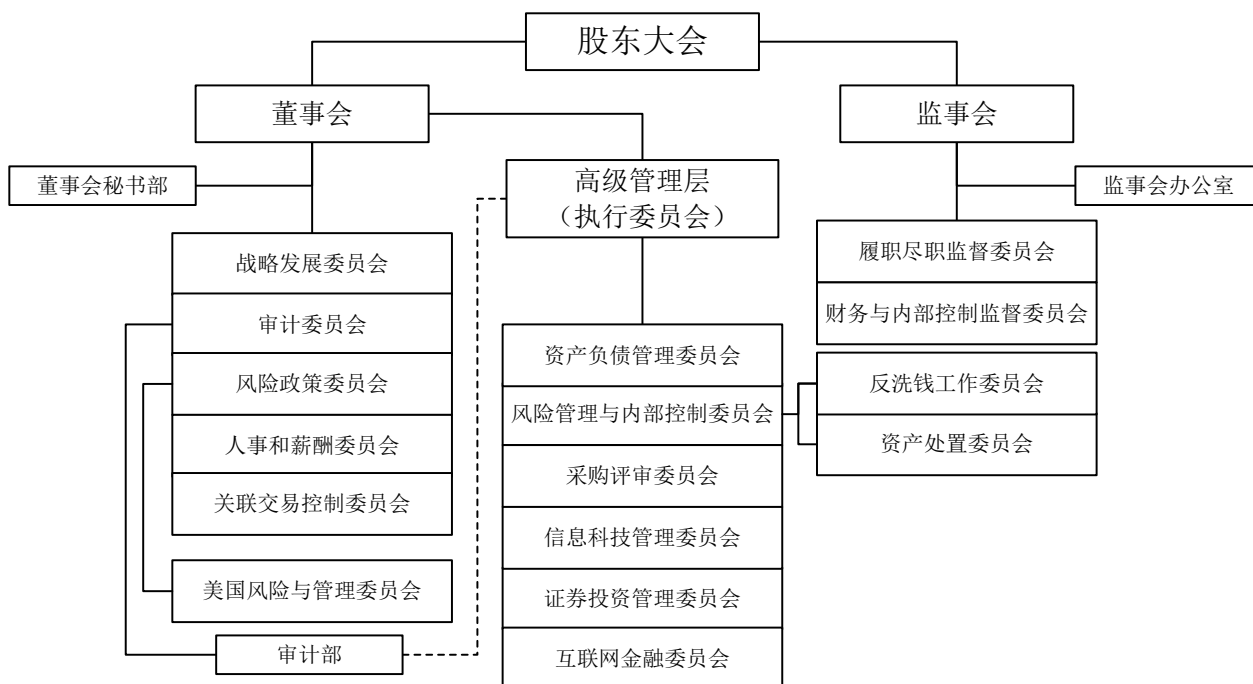 股东大会
董事会
监事会
董事会秘书部
高级管理层
（执行委员会）
监事会办公室
战略发展委员会
审计委员会
风险政策委员会
人事和薪酬委员会
关联交易控制委员会
美国风险与管理委员会
审计部
资产负债管理委员会
风险管理与内部控制委员会
采购评审委员会
信息科技管理委员会
证券投资管理委员会
互联网金融委员会
履职尽职监督委员会
财务与内部控制监督委员会
反洗钱工作委员会
资产处置委员会